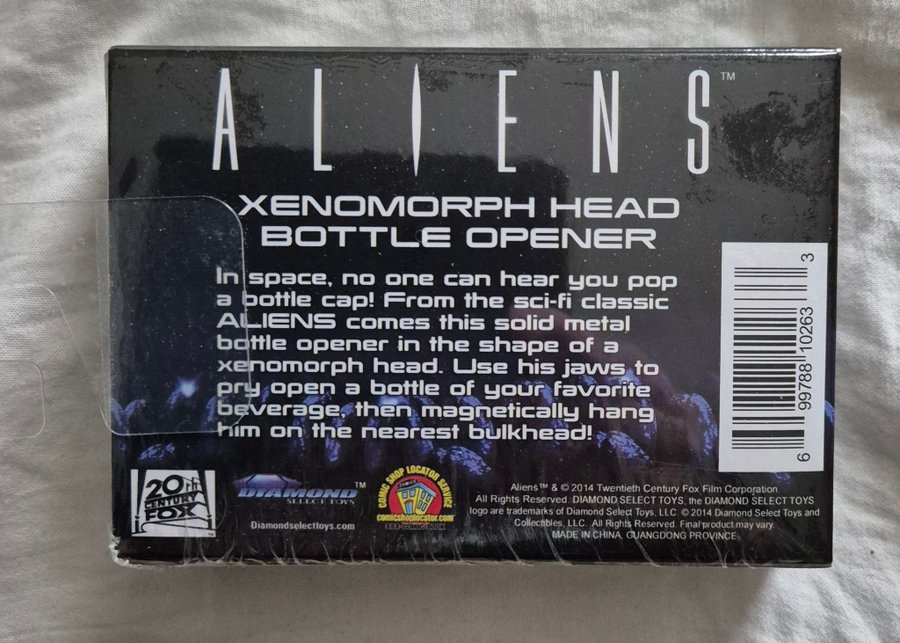 ALIENS™
XENOMORPH HEAD
BOTTLE OPENER
In space, no one can hear you pop
a bottle cap! From the sci-fi classic
ALIENS comes this solid metal
bottle opener in the shape of a
xenomorph head. Use his jaws to
pry open a bottle of your favorite
beverage, then magnetically hang
him on the nearest bulkhead!
6 99788 10263 3
20TH
CENTURY
FOX
DIAMOND™
SELECT TOYS
Diamondselecttoys.com
COMIC SHOP LOCATOR SERVICE
comicshoplocator.com
888-COMIC-BOOK
Aliens™ & © 2014 Twentieth Century Fox Film Corporation.
All Rights Reserved. DIAMOND SELECT TOYS, the DIAMOND SELECT TOYS
logo are trademarks of Diamond Select Toys, LLC. © 2014 Diamond Select Toys and
Collectibles, LLC. All Rights Reserved. Final product may vary.
MADE IN CHINA, GUANGDONG PROVINCE